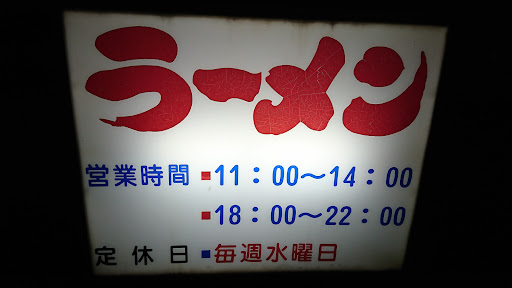 ラーメン
営業時間 ■11：00～14：00
■18：00～22：00
定休日 ■毎週水曜日